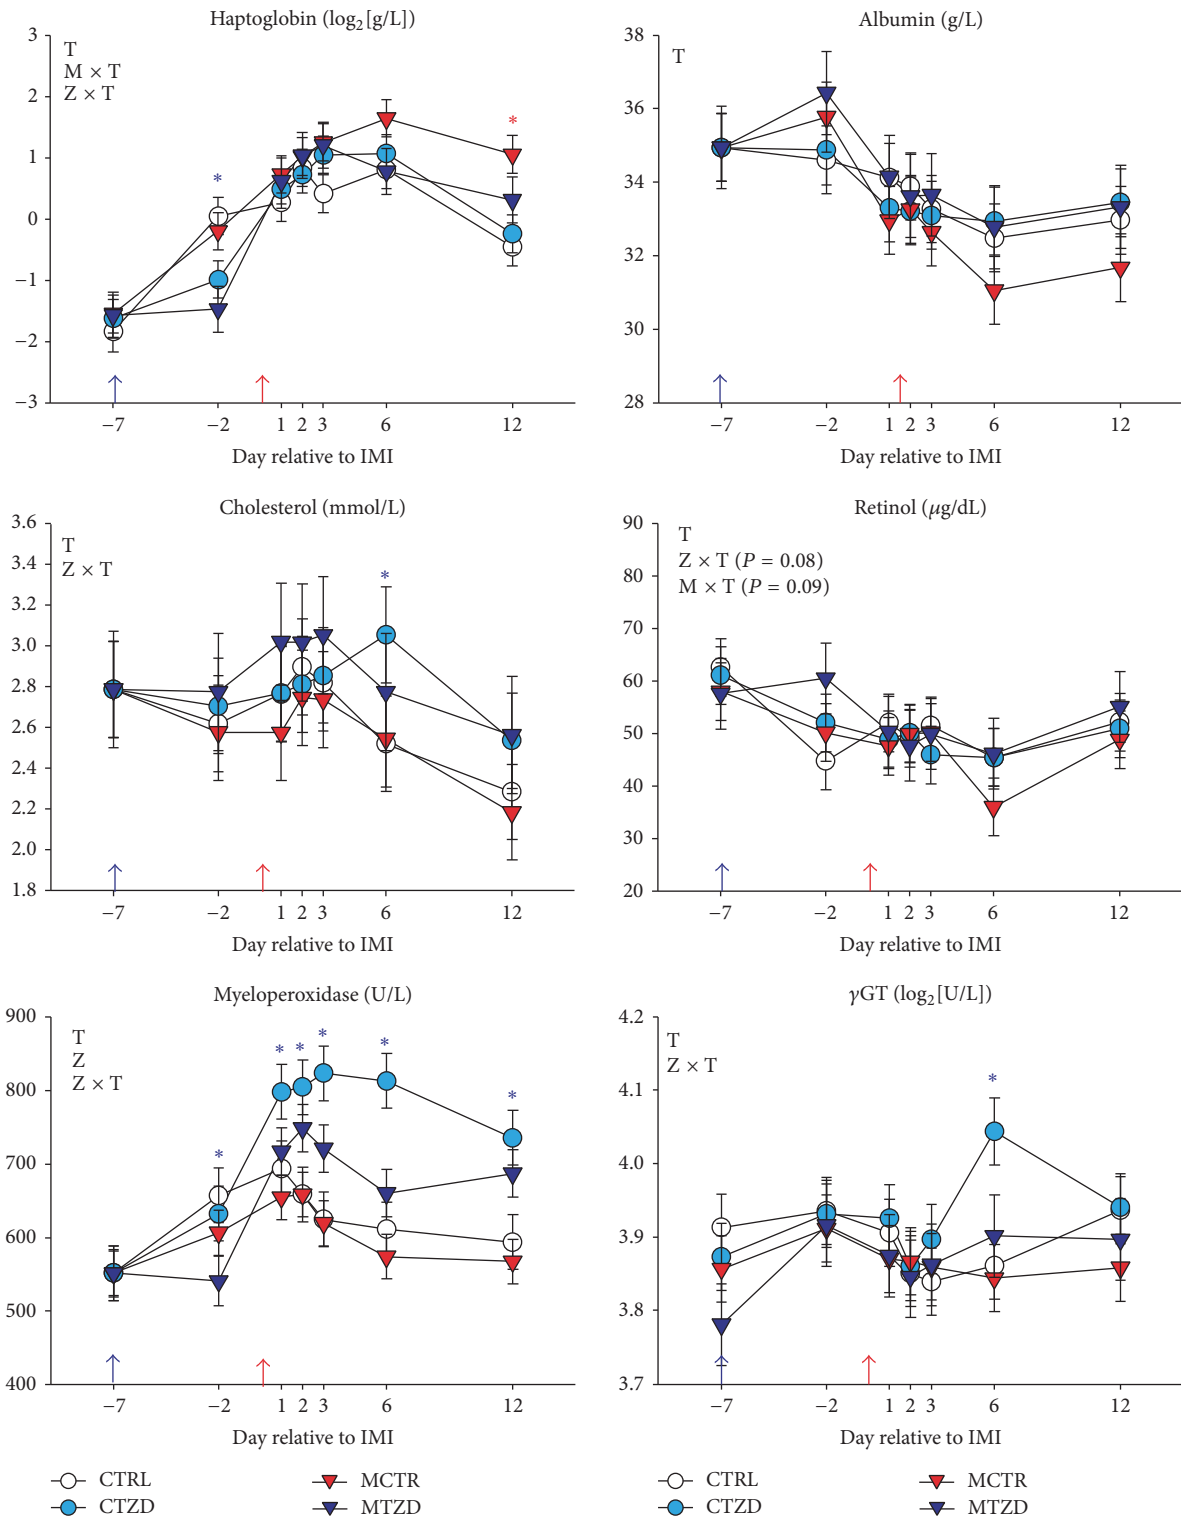 Haptoglobin (log₂[g/L])
T
M × T
Z × T
*
*
3
2
1
0
−1
−2
−3
−7 −2 1 2 3 6 12
Day relative to IMI
Albumin (g/L)
T
38
36
34
32
30
28
−7 −2 1 2 3 6 12
Day relative to IMI
Cholesterol (mmol/L)
T
Z × T
*
3.6
3.4
3.2
3.0
2.8
2.6
2.4
2.2
2.0
1.8
−7 −2 1 2 3 6 12
Day relative to IMI
Retinol (μg/dL)
T
Z × T (P = 0.08)
M × T (P = 0.09)
90
80
70
60
50
40
30
20
−7 −2 1 2 3 6 12
Day relative to IMI
Myeloperoxidase (U/L)
T
Z
Z × T
* * * * * *
900
800
700
600
500
400
−7 −2 1 2 3 6 12
Day relative to IMI
γGT (log₂[U/L])
T
Z × T
*
4.2
4.1
4.0
3.9
3.8
3.7
−7 −2 1 2 3 6 12
Day relative to IMI
CTRL MCTR
CTZD MTZD
CTRL MCTR
CTZD MTZD